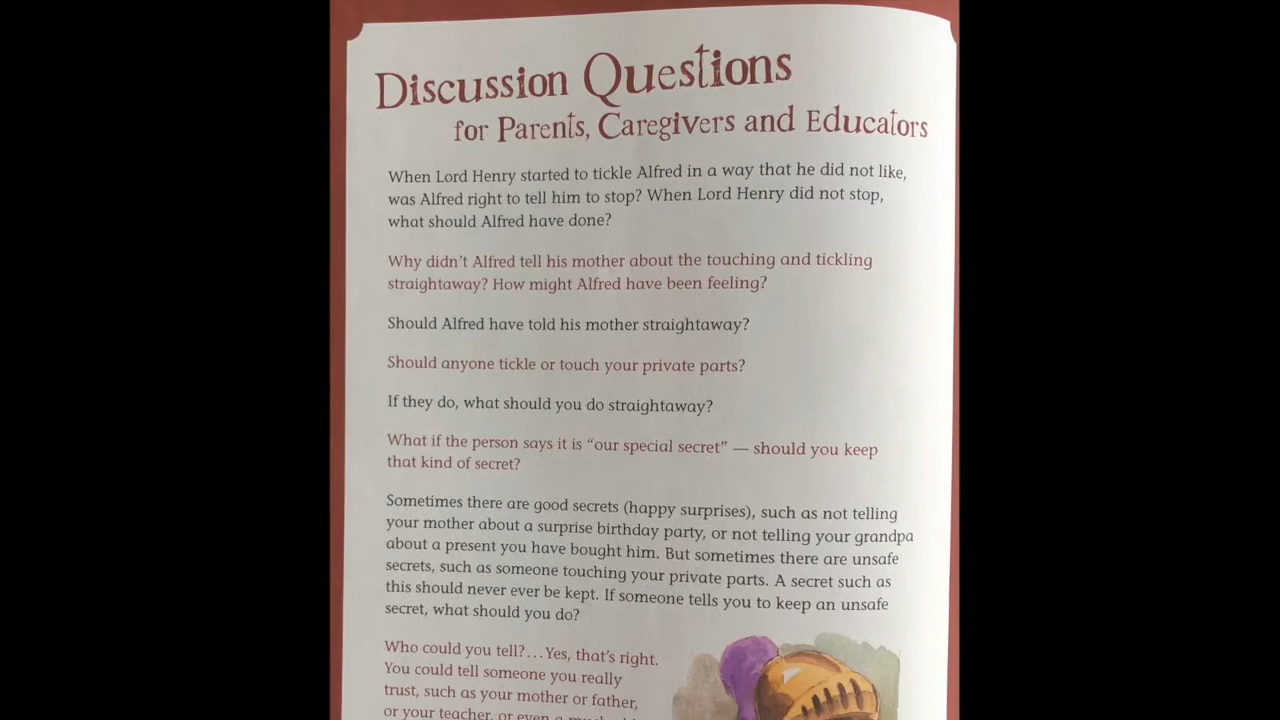 Discussion Questions
for Parents, Caregivers and Educators
When Lord Henry started to tickle Alfred in a way that he did not like,
was Alfred right to tell him to stop? When Lord Henry did not stop,
what should Alfred have done?
Why didn't Alfred tell his mother about the touching and tickling
straightaway? How might Alfred have been feeling?
Should Alfred have told his mother straightaway?
Should anyone tickle or touch your private parts?
If they do, what should you do straightaway?
What if the person says it is “our special secret” — should you keep
that kind of secret?
Sometimes there are good secrets (happy surprises), such as not telling
your mother about a surprise birthday party, or not telling your grandpa
about a present you have bought him. But sometimes there are unsafe
secrets, such as someone touching your private parts. A secret such as
this should never ever be kept. If someone tells you to keep an unsafe
secret, what should you do?
Who could you tell?...Yes, that's right.
You could tell someone you really
trust, such as your mother or father,
or your teacher, or even a